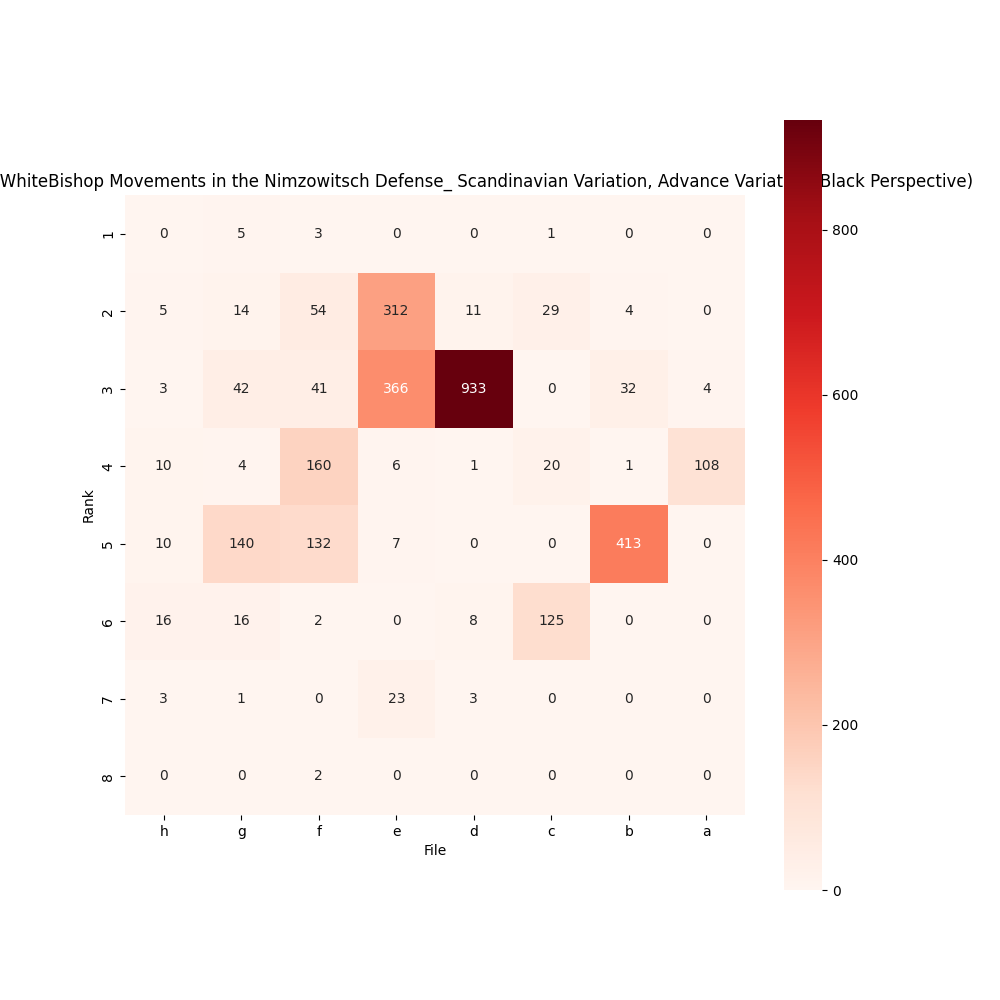 WhiteBishop Movements in the Nimzowitsch Defense_ Scandinavian Variation, Advance Variat Black Perspective)
800
1 0 5 3 0 0 1 0 0
2 5 14 54 312 11 29 4 0
600
3 3 42 41 366 933 0 32 4
4 10 4 160 6 1 20 1 108
Rank
400
5 10 140 132 7 0 0 413 0
6 16 16 2 0 8 125 0 0
200
7 3 1 0 23 3 0 0 0
8 0 0 2 0 0 0 0 0
h g f e d c b a
File
0